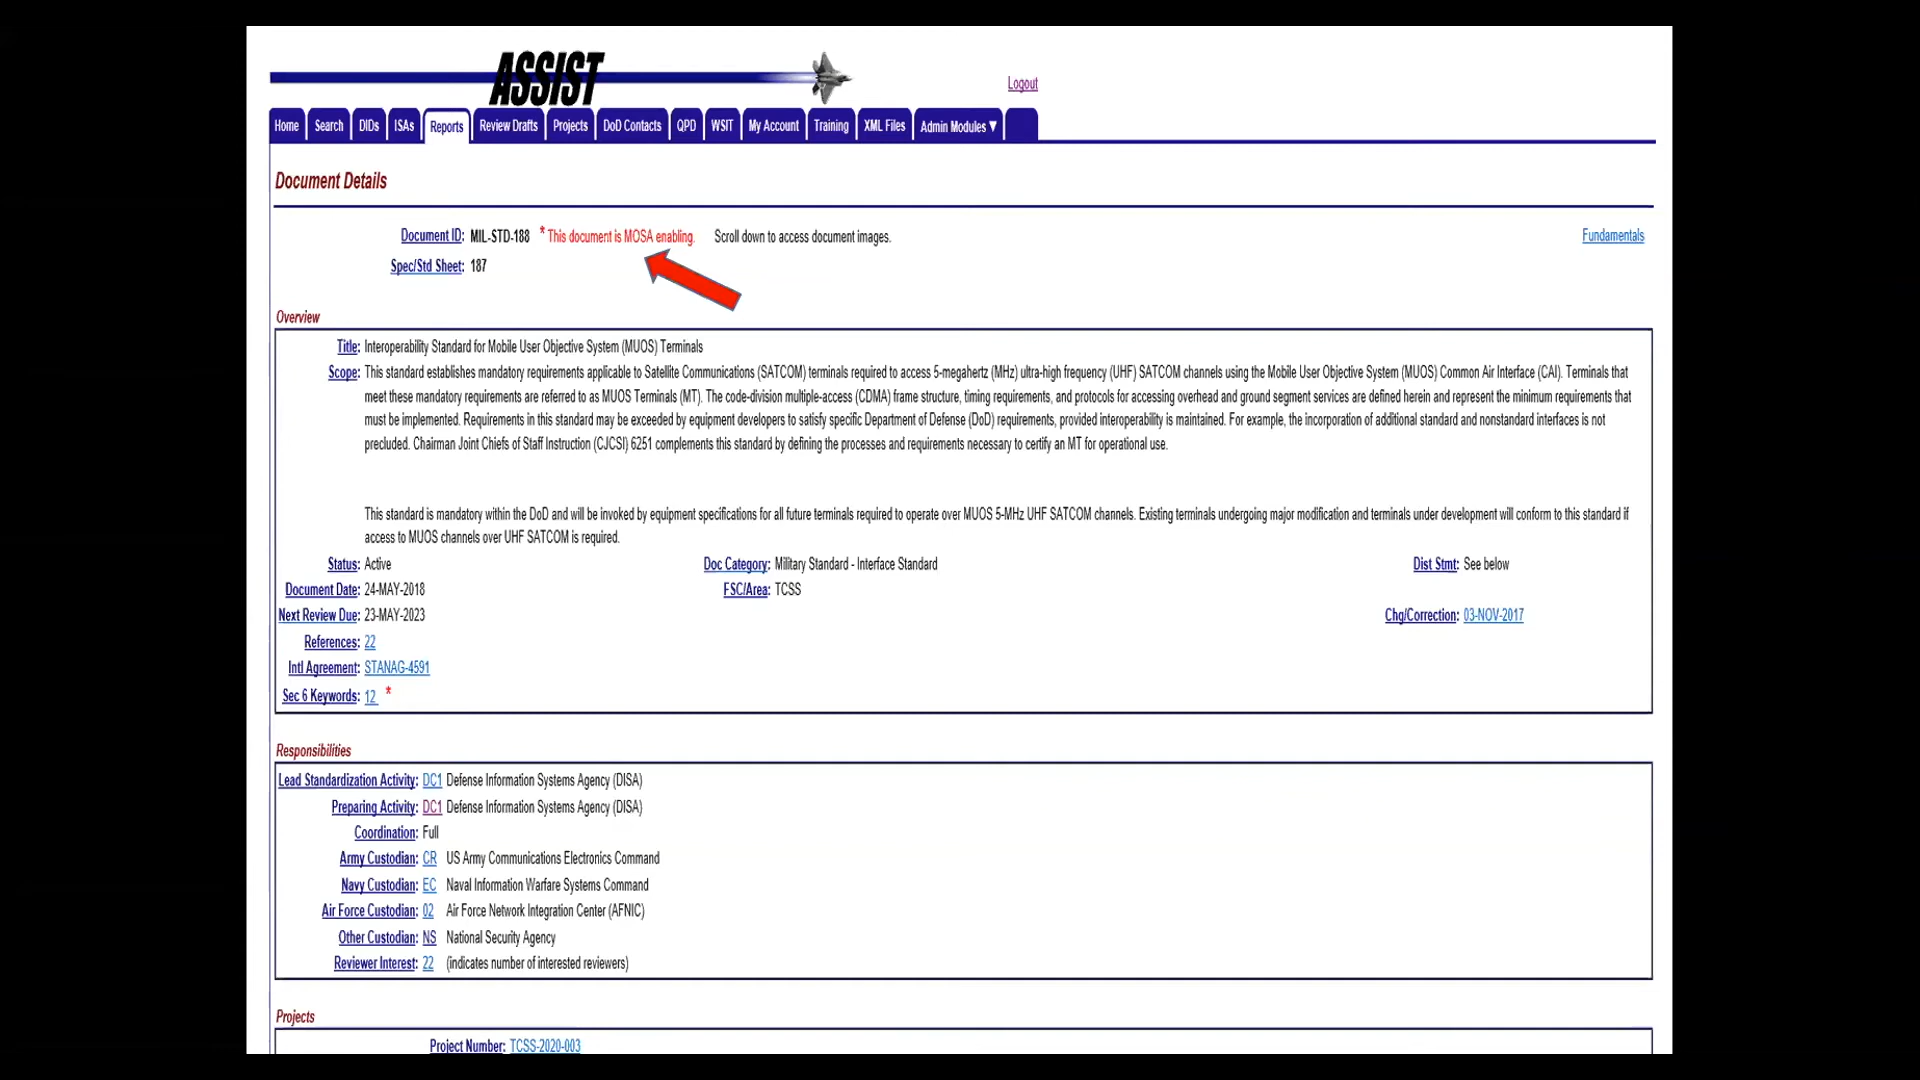 ASSIST
Logout
Home Search DIDs ISAs Reports Review Drafts Projects DoD Contacts QPD WSIT My Account Training XML Files Admin Modules ▼
Document Details
Document ID: MIL-STD-188 * This document is MOSA enabling. Scroll down to access document images. Fundamentals
Spec/Std Sheet: 187
Overview
Title: Interoperability Standard for Mobile User Objective System (MUOS) Terminals
Scope: This standard establishes mandatory requirements applicable to Satellite Communications (SATCOM) terminals required to access 5-megahertz (MHz) ultra-high frequency (UHF) SATCOM channels using the Mobile User Objective System (MUOS) Common Air Interface (CAI). Terminals that
meet these mandatory requirements are referred to as MUOS Terminals (MT). The code-division multiple-access (CDMA) frame structure, timing requirements, and protocols for accessing overhead and ground segment services are defined herein and represent the minimum requirements that
must be implemented. Requirements in this standard may be exceeded by equipment developers to satisfy specific Department of Defense (DoD) requirements, provided interoperability is maintained. For example, the incorporation of additional standard and nonstandard interfaces is not
precluded. Chairman Joint Chiefs of Staff Instruction (CJCSI) 6251 complements this standard by defining the processes and requirements necessary to certify an MT for operational use.
This standard is mandatory within the DoD and will be invoked by equipment specifications for all future terminals required to operate over MUOS 5-MHz UHF SATCOM channels. Existing terminals undergoing major modification and terminals under development will conform to this standard if
access to MUOS channels over UHF SATCOM is required.
Status: Active Doc Category: Military Standard - Interface Standard Dist Stmt: See below
Document Date: 24-MAY-2018 FSC/Area: TCSS
Next Review Due: 23-MAY-2023 Chg/Correction: 03-NOV-2017
References: 22
Intl Agreement: STANAG-4591
Sec 6 Keywords: 12 *
Responsibilities
Lead Standardization Activity: DC1 Defense Information Systems Agency (DISA)
Preparing Activity: DC1 Defense Information Systems Agency (DISA)
Coordination: Full
Army Custodian: CR US Army Communications Electronics Command
Navy Custodian: EC Naval Information Warfare Systems Command
Air Force Custodian: 02 Air Force Network Integration Center (AFNIC)
Other Custodian: NS National Security Agency
Reviewer Interest: 22 (indicates number of interested reviewers)
Projects
Project Number: TCSS-2020-003